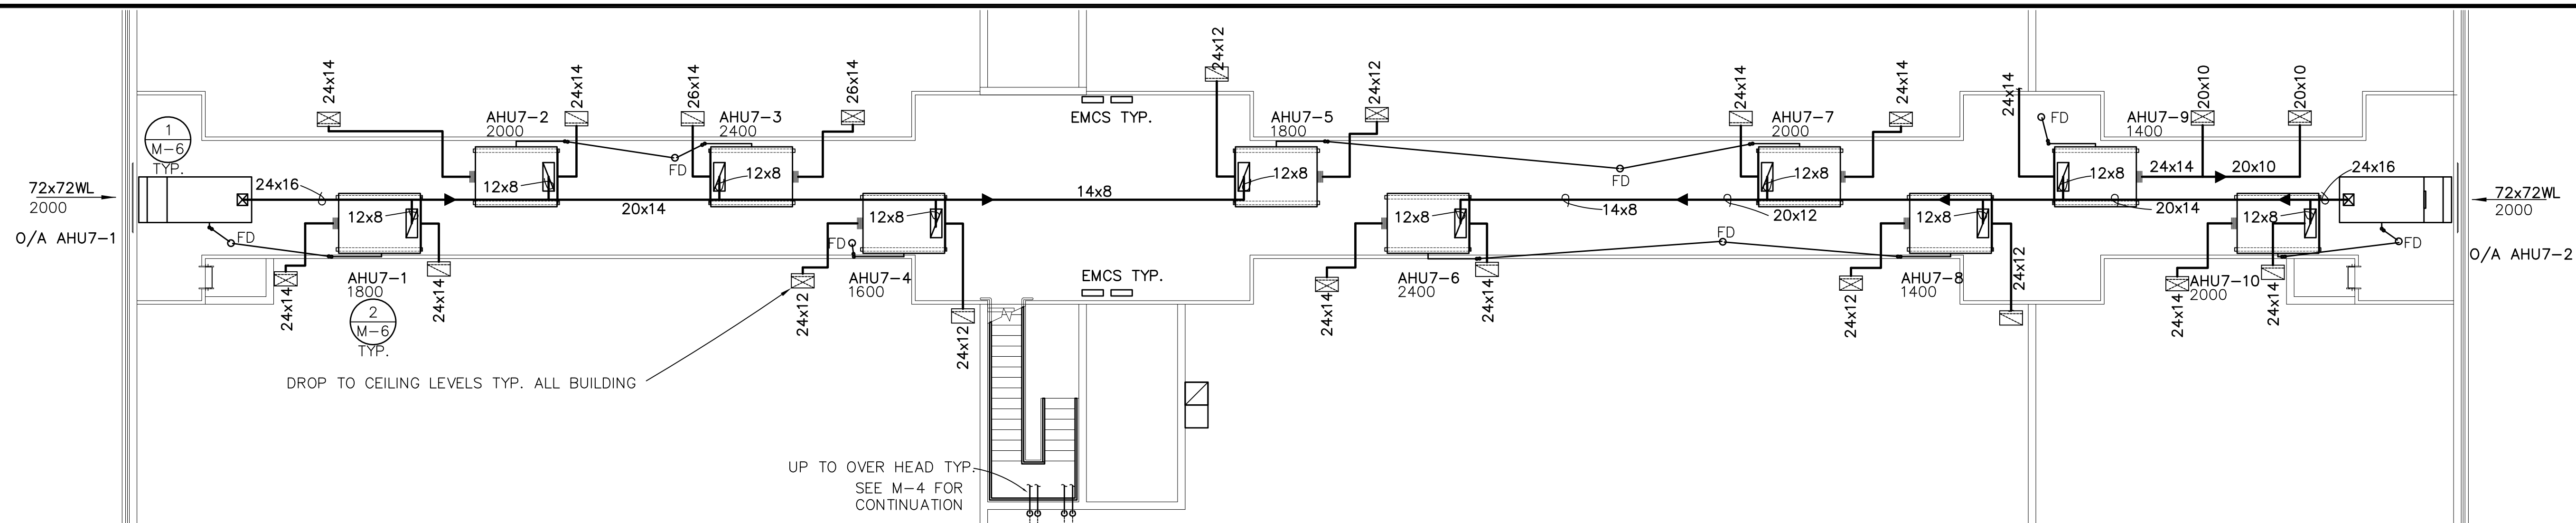 24x14
AHU7-2
2000
24x14
26x14
AHU7-3
2400
26x14
EMCS TYP.
24x12
AHU7-5
1800
24x12
24x14
AHU7-7
2000
24x14
24x14
FD
AHU7-9
1400
20x10
20x10
1
M-6
TYP.
72x72WL
2000
O/A AHU7-1
24x16
12x8
12x8
FD
12x8
20x14
12x8
14x8
12x8
FD
12x8
14x8
20x12
12x8
12x8
12x8
24x14
20x10
20x14
12x8
24x16
72x72WL
2000
O/A AHU7-2
FD
FD
FD
FD
24x14
AHU7-1
1800
24x14
2
M-6
TYP.
24x12
AHU7-4
1600
24x12
EMCS TYP.
24x14
AHU7-6
2400
24x14
24x12
AHU7-8
1400
24x12
24x14
AHU7-10
2000
24x14
DROP TO CEILING LEVELS TYP. ALL BUILDING
UP TO OVER HEAD TYP.
SEE M-4 FOR
CONTINUATION